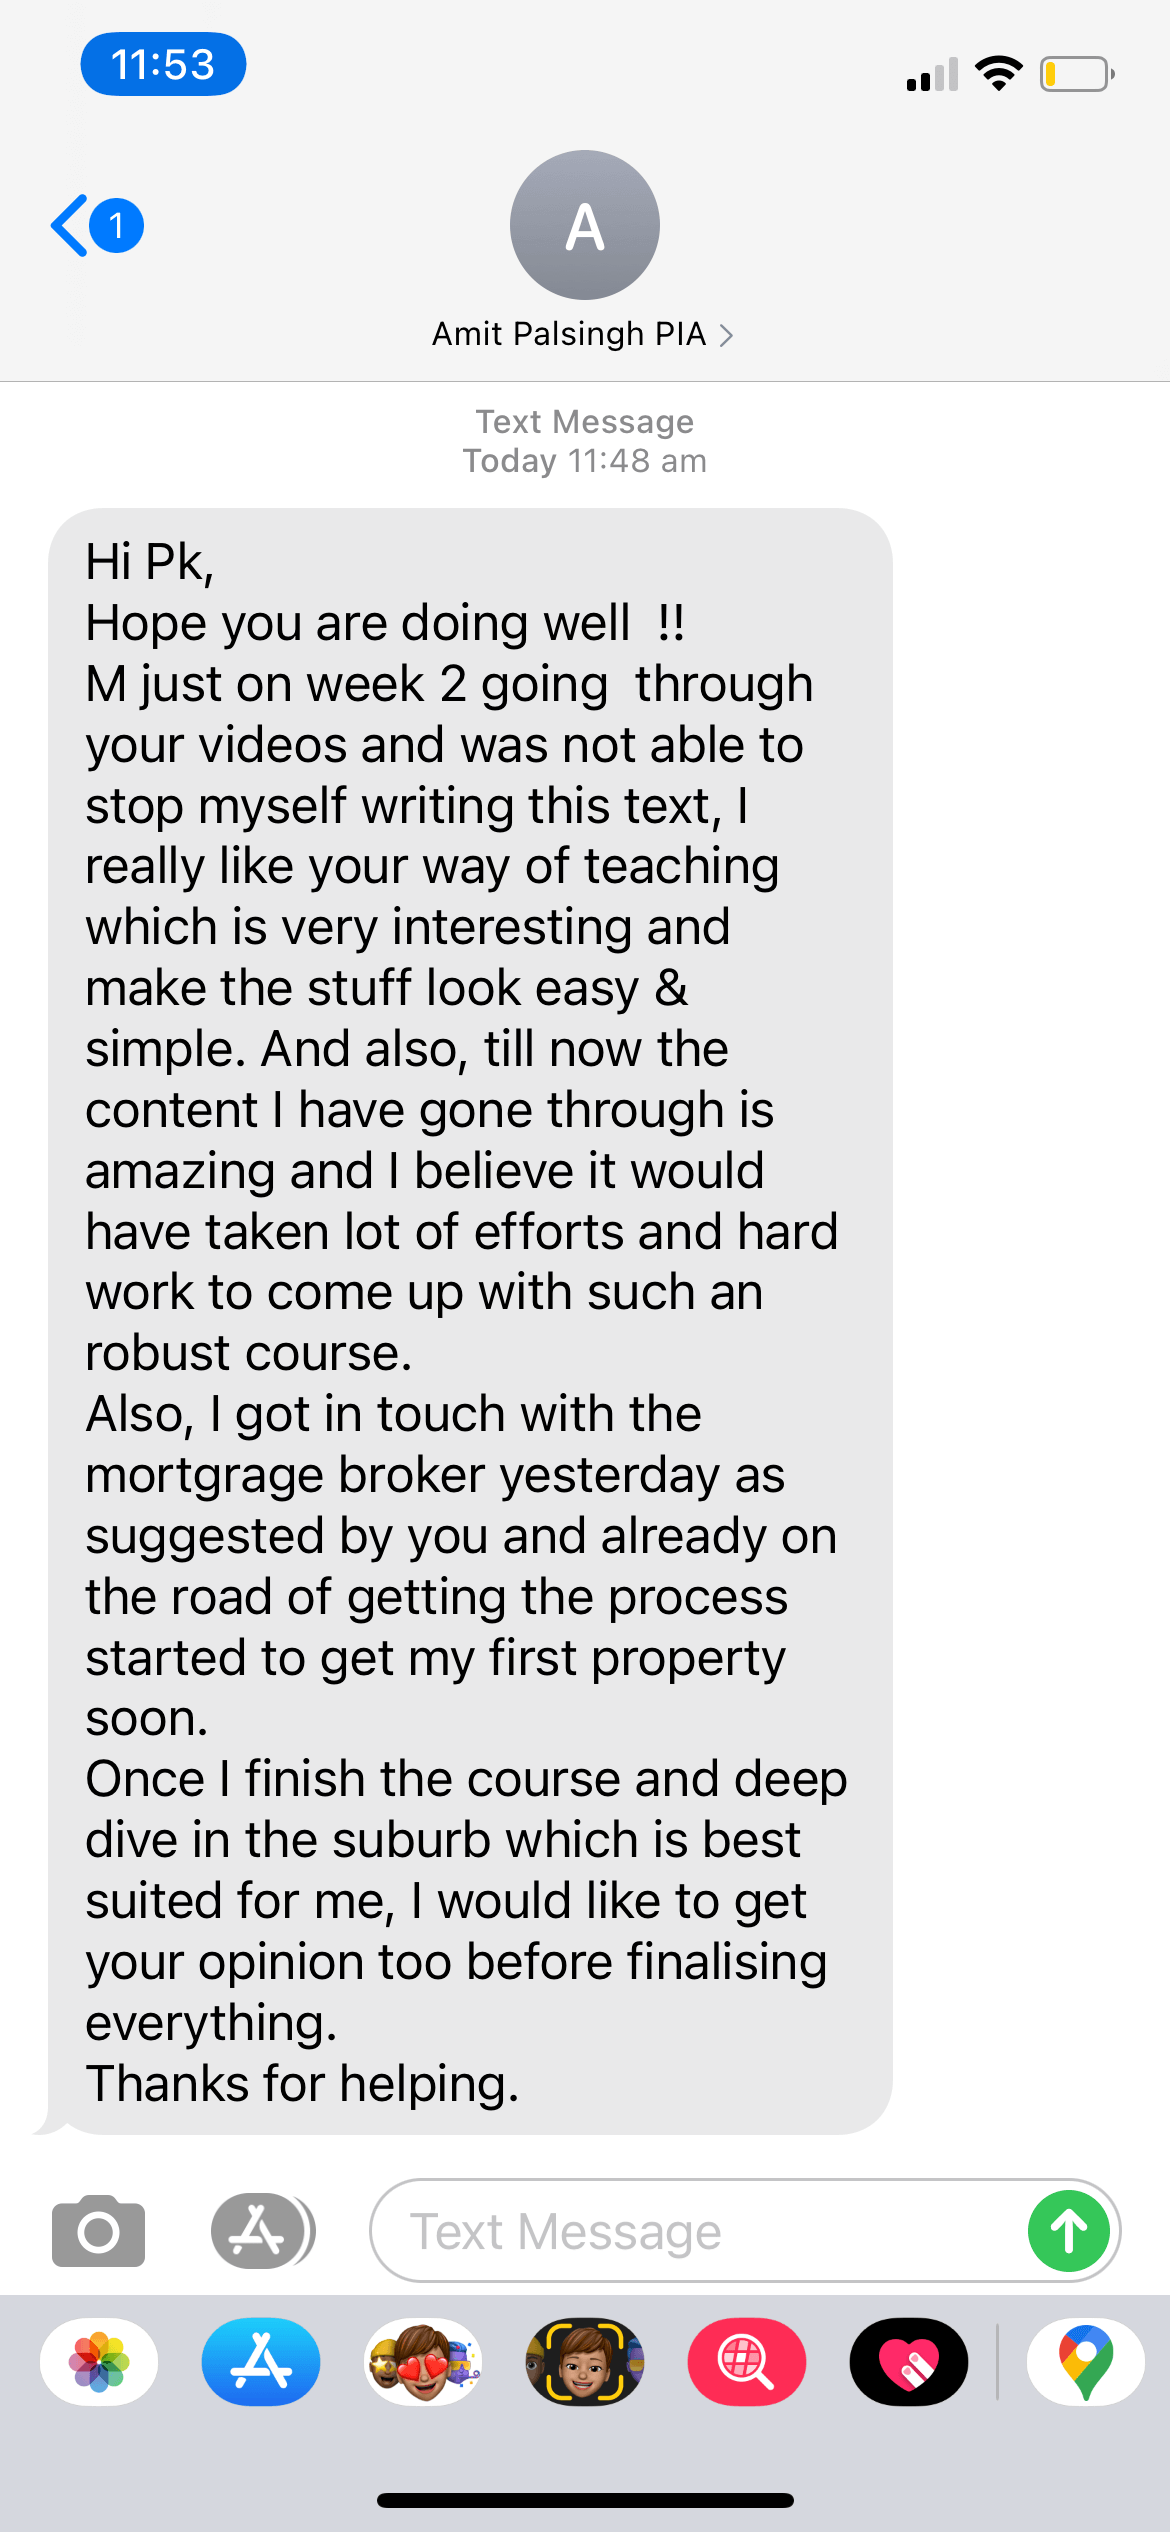 11:53
1
A
Amit Palsingh PIA
Text Message
Today 11:48 am
Hi Pk,
Hope you are doing well  !!
M just on week 2 going  through
your videos and was not able to
stop myself writing this text, I
really like your way of teaching
which is very interesting and
make the stuff look easy &
simple. And also, till now the
content I have gone through is
amazing and I believe it would
have taken lot of efforts and hard
work to come up with such an
robust course.
Also, I got in touch with the
mortgrage broker yesterday as
suggested by you and already on
the road of getting the process
started to get my first property
soon.
Once I finish the course and deep
dive in the suburb which is best
suited for me, I would like to get
your opinion too before finalising
everything.
Thanks for helping.
Text Message